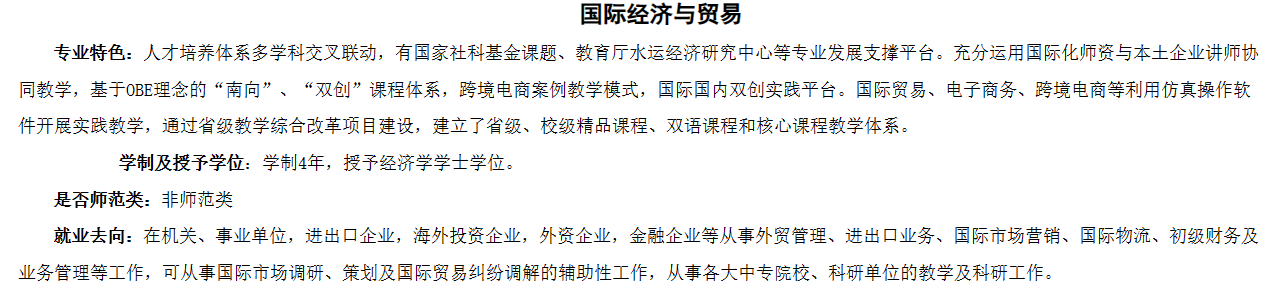 国际经济与贸易
专业特色：人才培养体系多学科交叉联动，有国家社科基金课题、教育厅水运经济研究中心等专业发展支撑平台。充分运用国际化师资与本土企业讲师协
同教学，基于OBE理念的“南向”、“双创”课程体系，跨境电商案例教学模式，国际国内双创实践平台。国际贸易、电子商务、跨境电商等利用仿真操作软
件开展实践教学，通过省级教学综合改革项目建设，建立了省级、校级精品课程、双语课程和核心课程教学体系。
学制及授予学位：学制4年，授予经济学学士学位。
是否师范类：非师范类
就业去向：在机关、事业单位，进出口企业，海外投资企业，外资企业，金融企业等从事外贸管理、进出口业务、国际市场营销、国际物流、初级财务及
业务管理等工作，可从事国际市场调研、策划及国际贸易纠纷调解的辅助性工作，从事各大中专院校、科研单位的教学及科研工作。